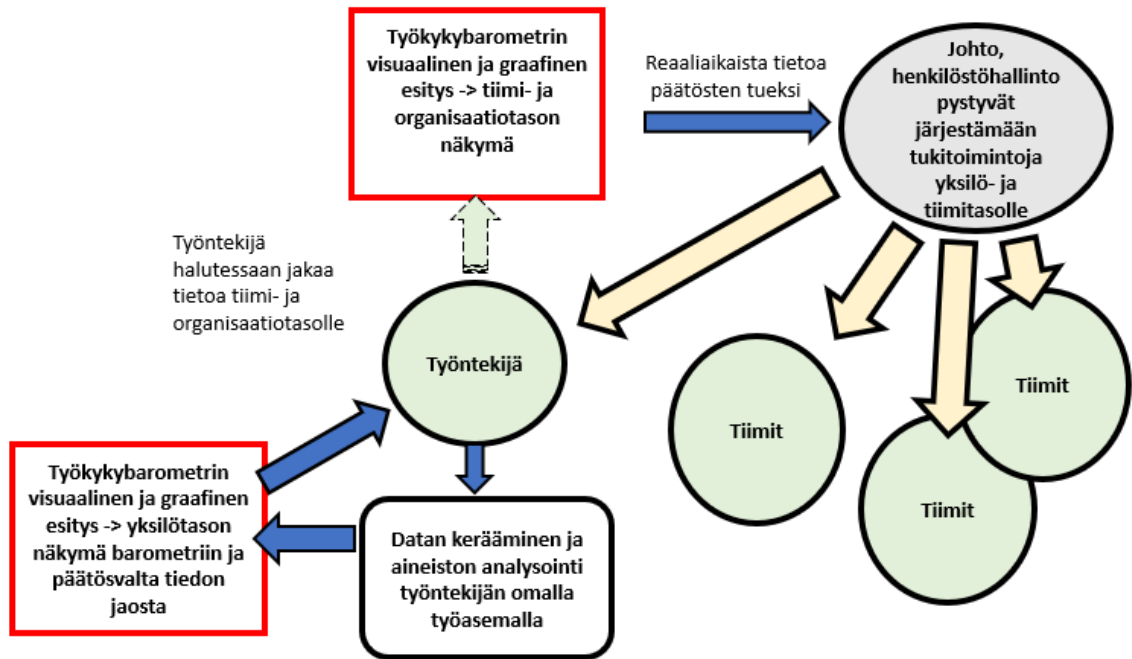 Työkykybarometrin
visuaalinen ja graafinen
esitys -> tiimi- ja
organisaatiotason
näkymä
Reaaliaikaista tietoa
päätösten tueksi
Johto,
henkilöstöhallinto
pystyvät
järjestämään
tukitoimintoja
yksilö- ja
tiimitasolle
Työntekijä
halutessaan jakaa
tietoa tiimi- ja
organisaatiotasolle
Työntekijä
Tiimit
Tiimit
Tiimit
Työkykybarometrin
visuaalinen ja graafinen
esitys -> yksilötason
näkymä barometriin ja
päätösvalta tiedon
jaosta
Datan kerääminen ja
aineiston analysointi
työntekijän omalla
työasemalla